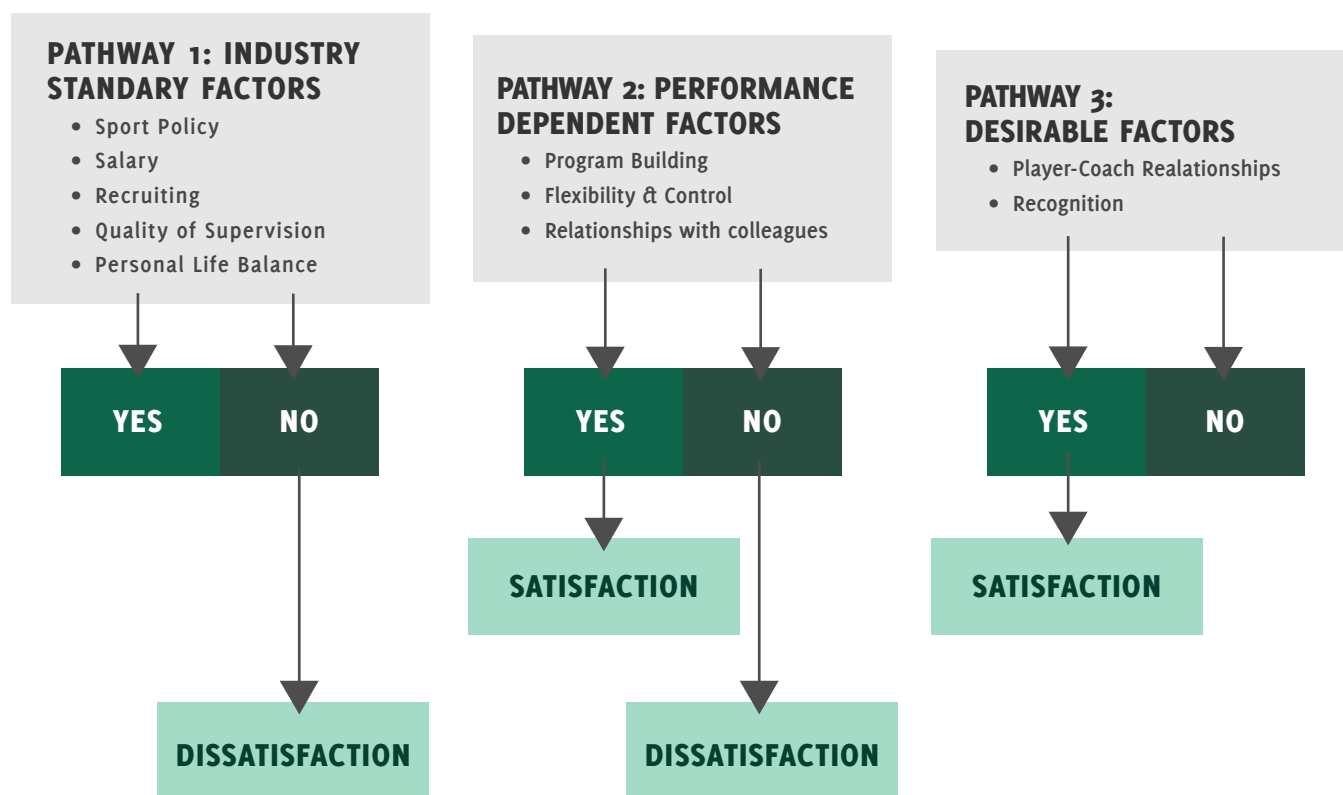 PATHWAY 1: INDUSTRY
STANDARY FACTORS
• Sport Policy
• Salary
• Recruiting
• Quality of Supervision
• Personal Life Balance
YES
NO
DISSATISFACTION
PATHWAY 2: PERFORMANCE
DEPENDENT FACTORS
• Program Building
• Flexibility & Control
• Relationships with colleagues
YES
NO
SATISFACTION
DISSATISFACTION
PATHWAY 3:
DESIRABLE FACTORS
• Player-Coach Realationships
• Recognition
YES
NO
SATISFACTION